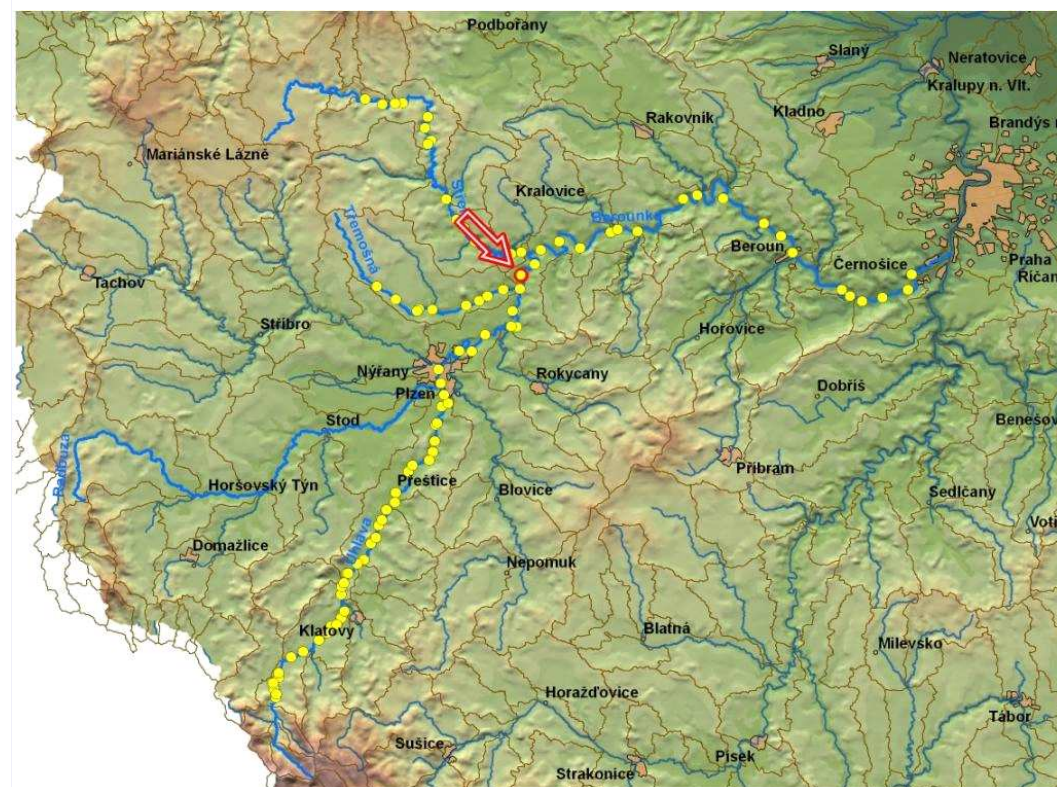 Podbořany
Slaný
Neratovice
Kralupy n. Vlt.
Rakovník
Kladno
Brandýs n
Mariánské Lázně
Kralovice
Berounka
Třemošná
Beroun
Černošice
Praha
Říčan
Tachov
Stříbro
Hořovice
Nýřany
Rokycany
Dobříš
Plzeň
Stod
Benešov
Radbuza
Příbram
Horšovský Týn
Přeštice
Blovice
Sedlčany
Voti
Úhlava
Domažlice
Nepomuk
Klatovy
Blatná
Milevsko
Horažďovice
Tábor
Sušice
Písek
Strakonice